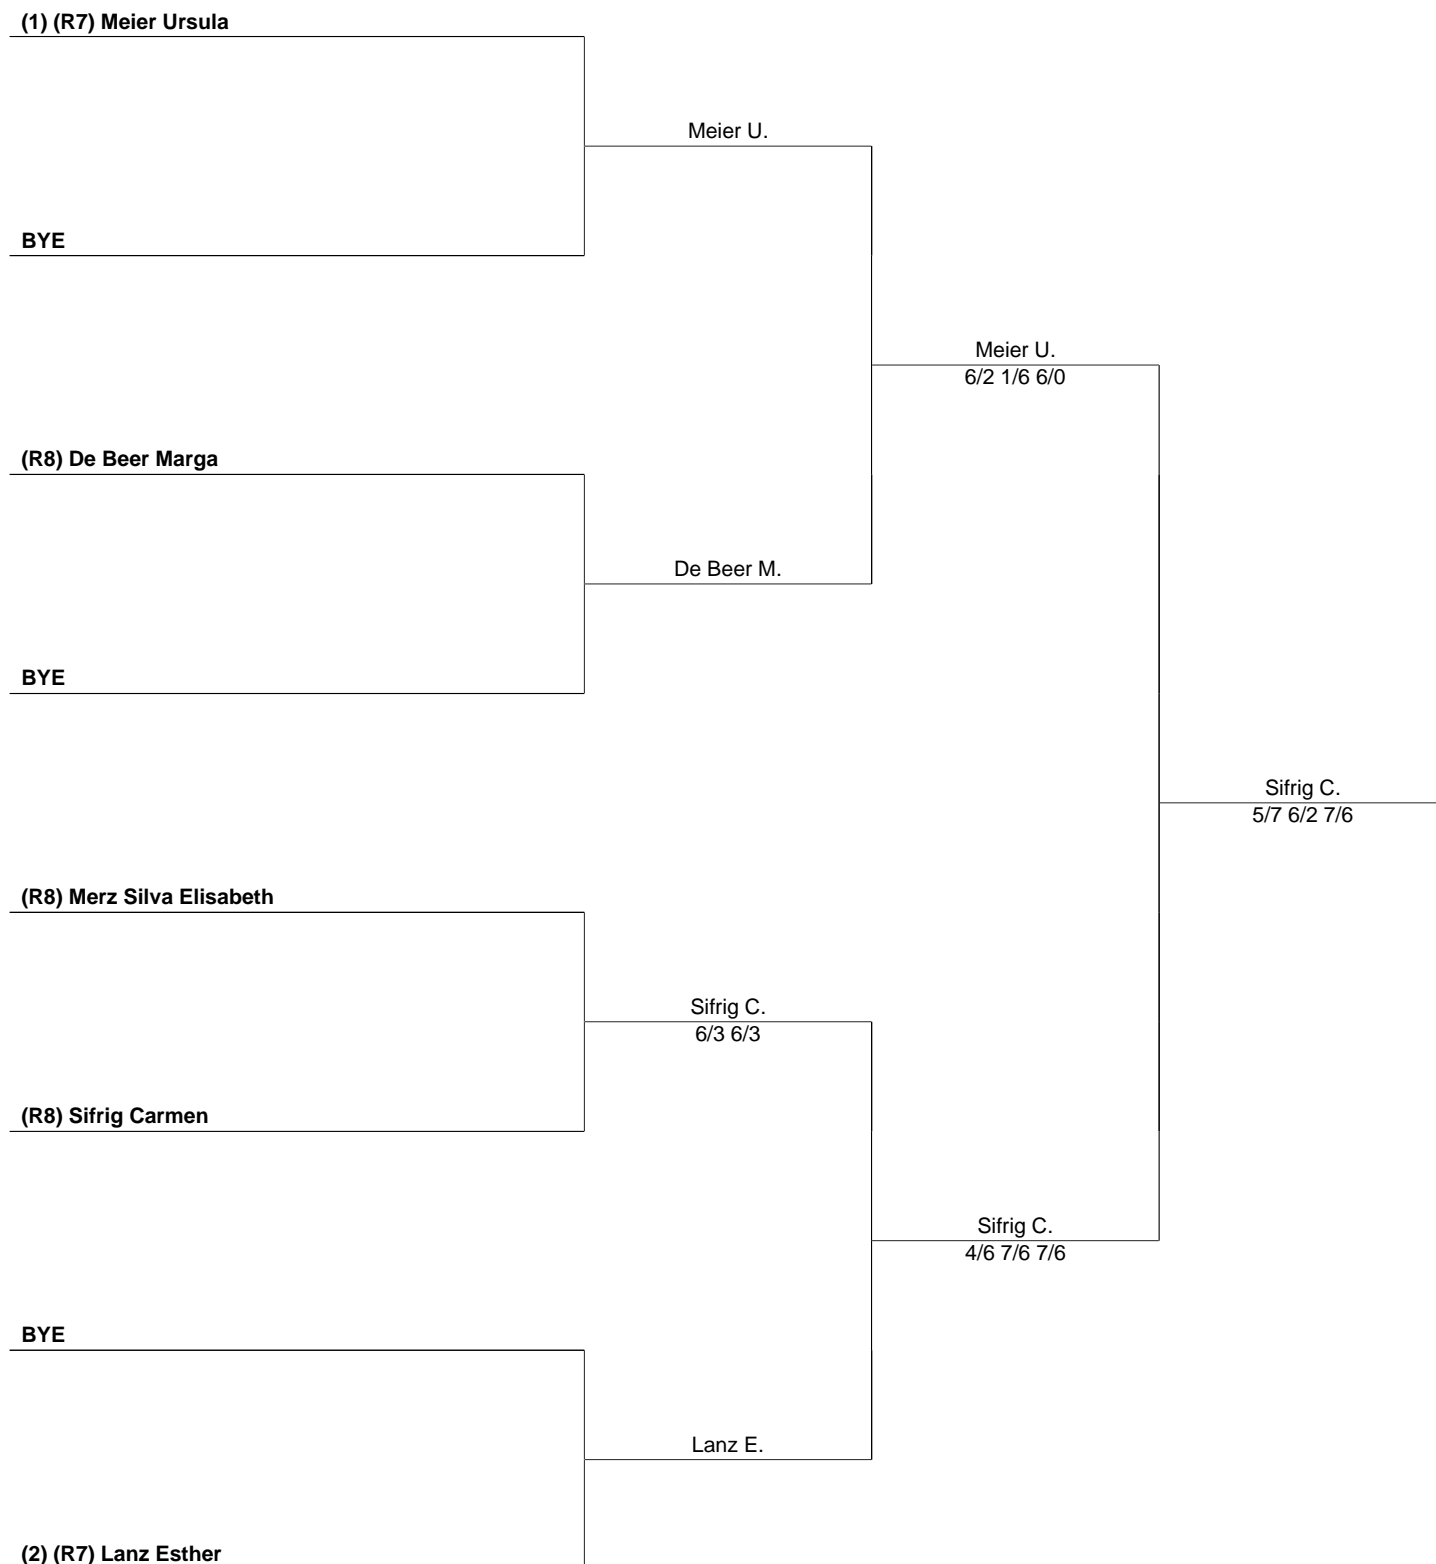 (1) (R7) Meier Ursula
Meier U.
BYE
Meier U.
6/2 1/6 6/0
(R8) De Beer Marga
De Beer M.
BYE
Sifrig C.
5/7 6/2 7/6
(R8) Merz Silva Elisabeth
Sifrig C.
6/3 6/3
(R8) Sifrig Carmen
Sifrig C.
4/6 7/6 7/6
BYE
Lanz E.
(2) (R7) Lanz Esther